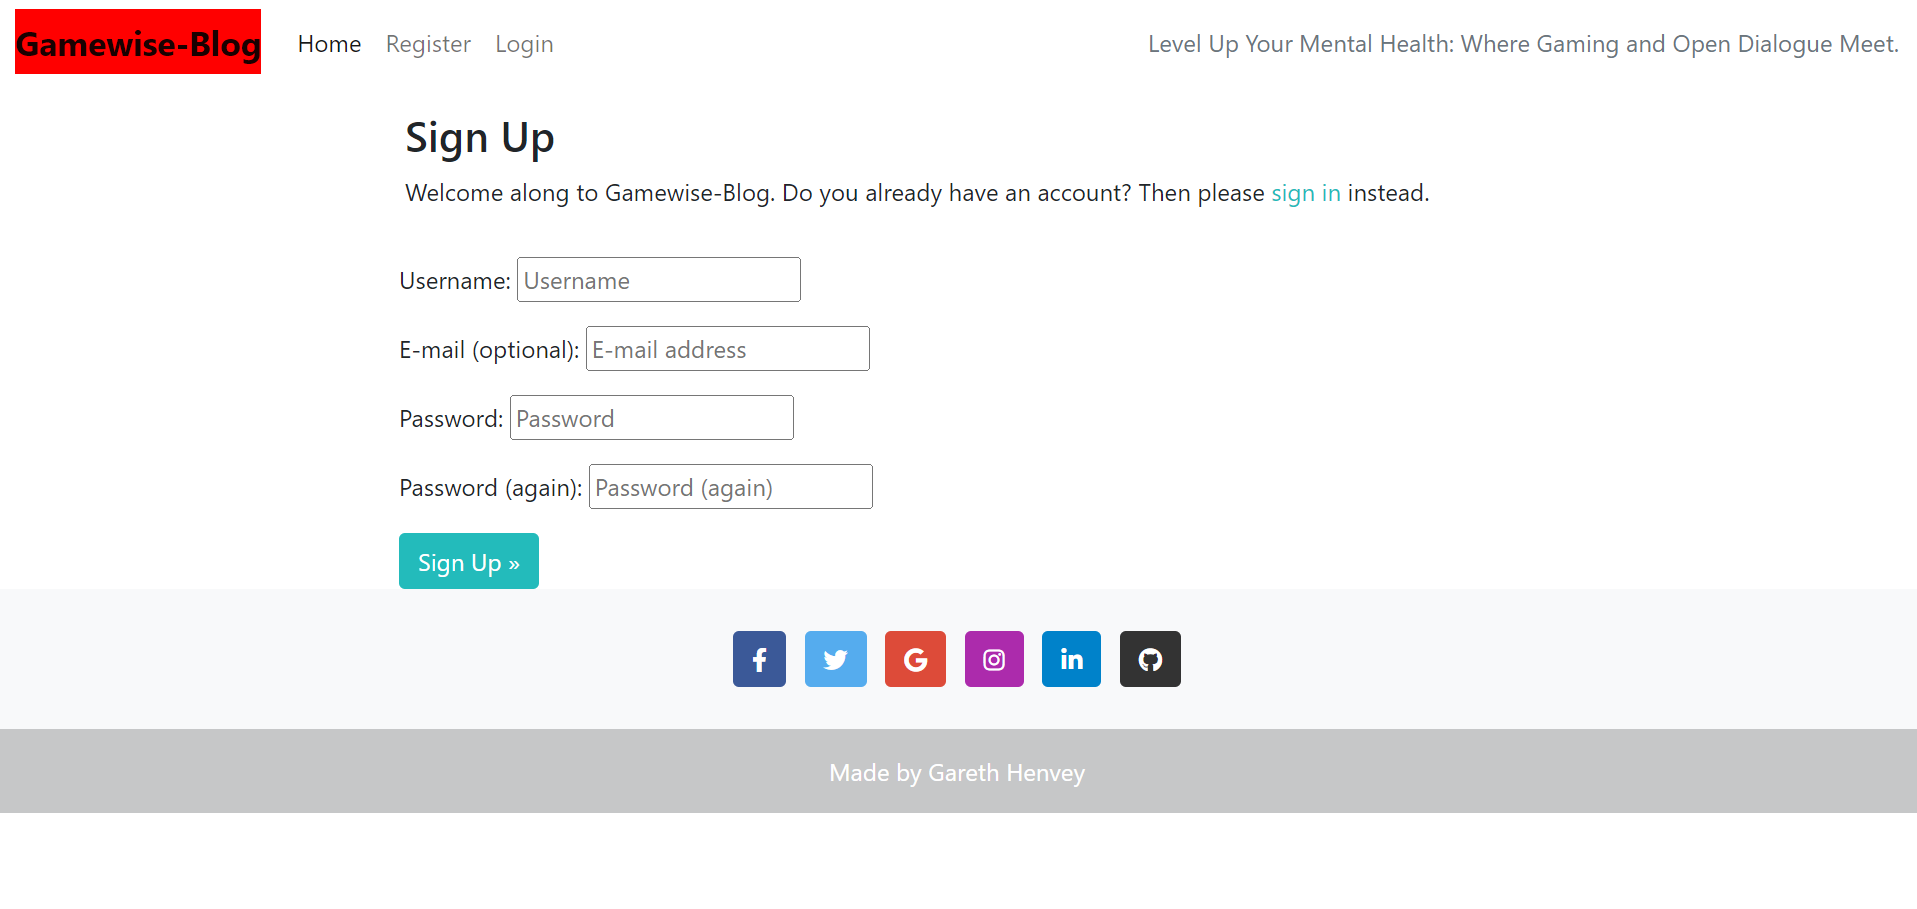 Gamewise-Blog Home Register Login Level Up Your Mental Health: Where Gaming and Open Dialogue Meet.
Sign Up
Welcome along to Gamewise-Blog. Do you already have an account? Then please sign in instead.
Username: Username
E-mail (optional): E-mail address
Password: Password
Password (again): Password (again)
Sign Up »
Made by Gareth Henvey